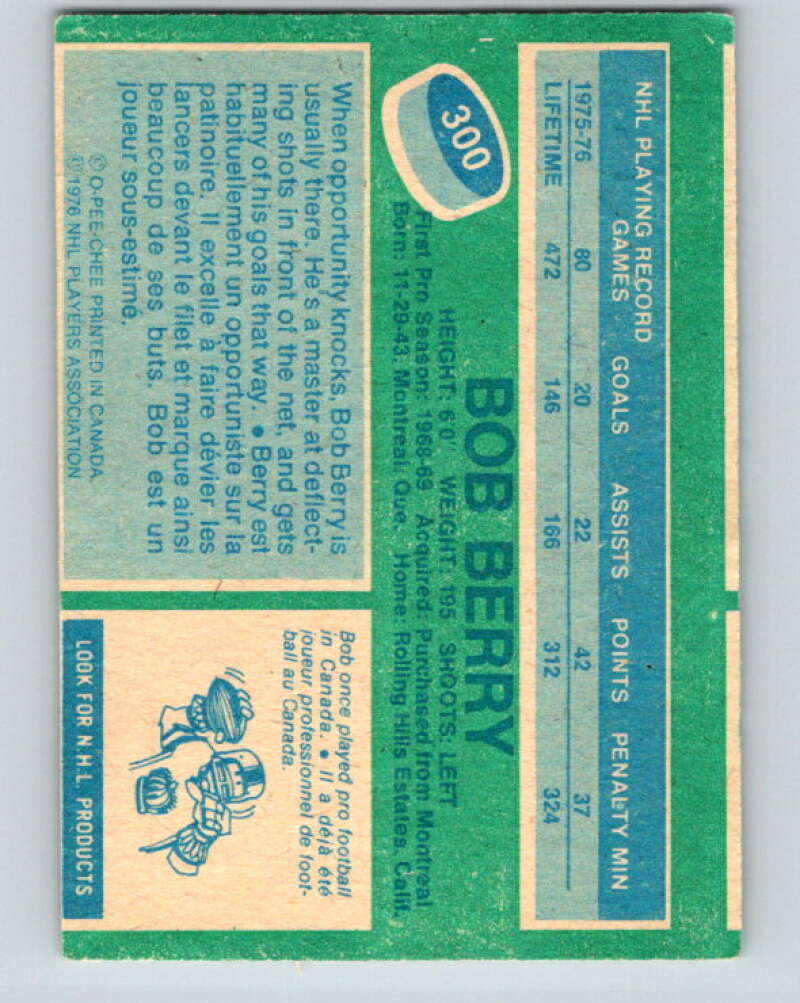 NHL PLAYING RECORD
GAMES GOALS ASSISTS POINTS PENALTY MIN
1975-76 80 20 22 42 37
LIFETIME 472 146 166 312 324
300
BOB BERRY
HEIGHT: 6'0" WEIGHT: 195 SHOOTS: LEFT
First Pro Season: 1968-69 Acquired: Purchased from Montreal
Born: 11-29-43, Montreal, Que. Home: Rolling Hills Estates, Calif.
When opportunity knocks, Bob Berry is
usually there. He's a master at deflect-
ing shots in front of the net, and gets
many of his goals that way. • Berry est
habituellement un opportuniste sur la
patinoire. Il excelle à faire dévier les
lancers devant le filet et marque ainsi
beaucoup de ses buts. Bob est un
joueur sous-estimé.
© O-PEE-CHEE PRINTED IN CANADA
© 1976 NHL PLAYERS ASSOCIATION
Bob once played pro football
in Canada. • Il a déjà été
joueur professionnel de foot-
ball au Canada.
LOOK FOR N.H.L. PRODUCTS